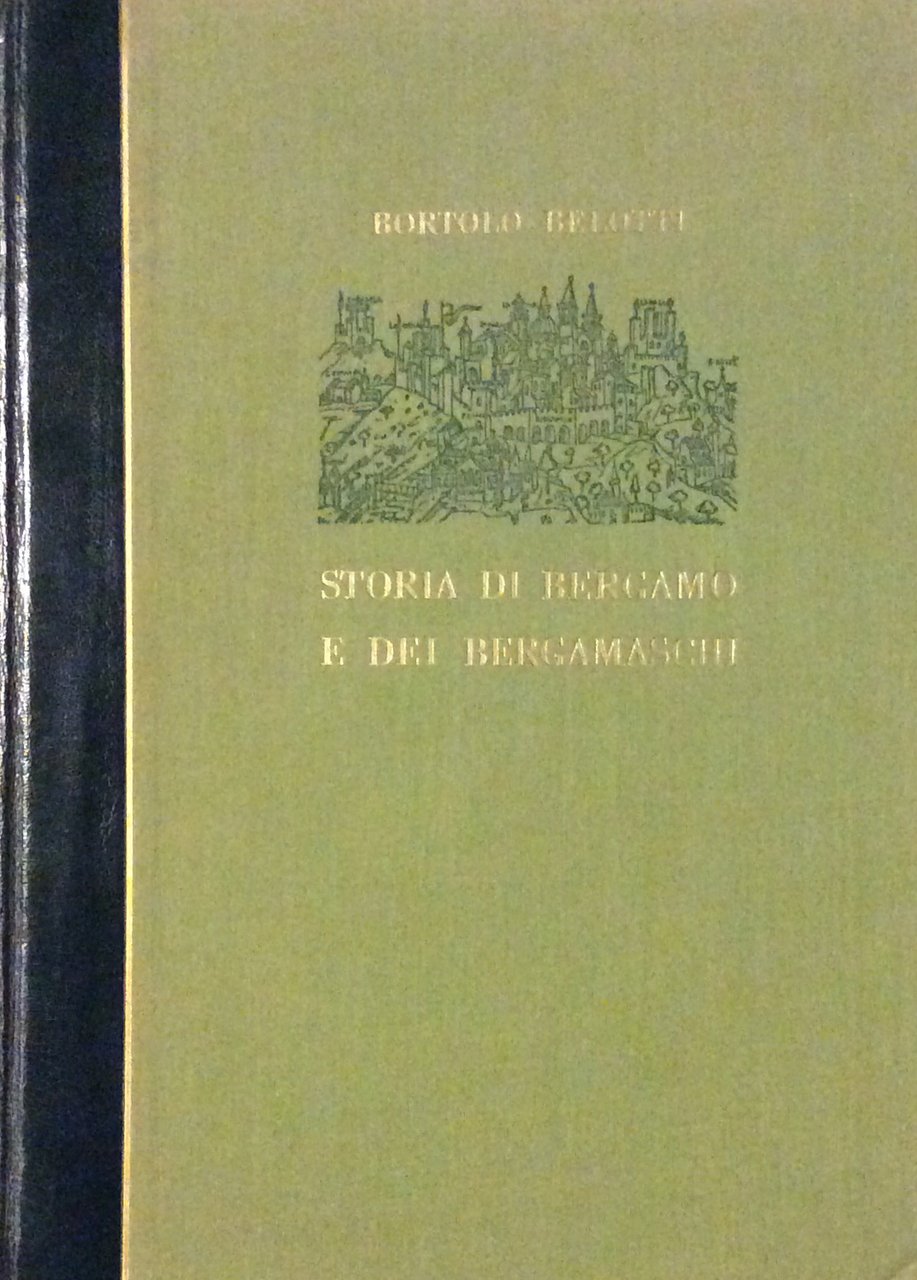 BORTOLO BELOTTI
STORIA DI BERGAMO
E DEI BERGAMASCHI